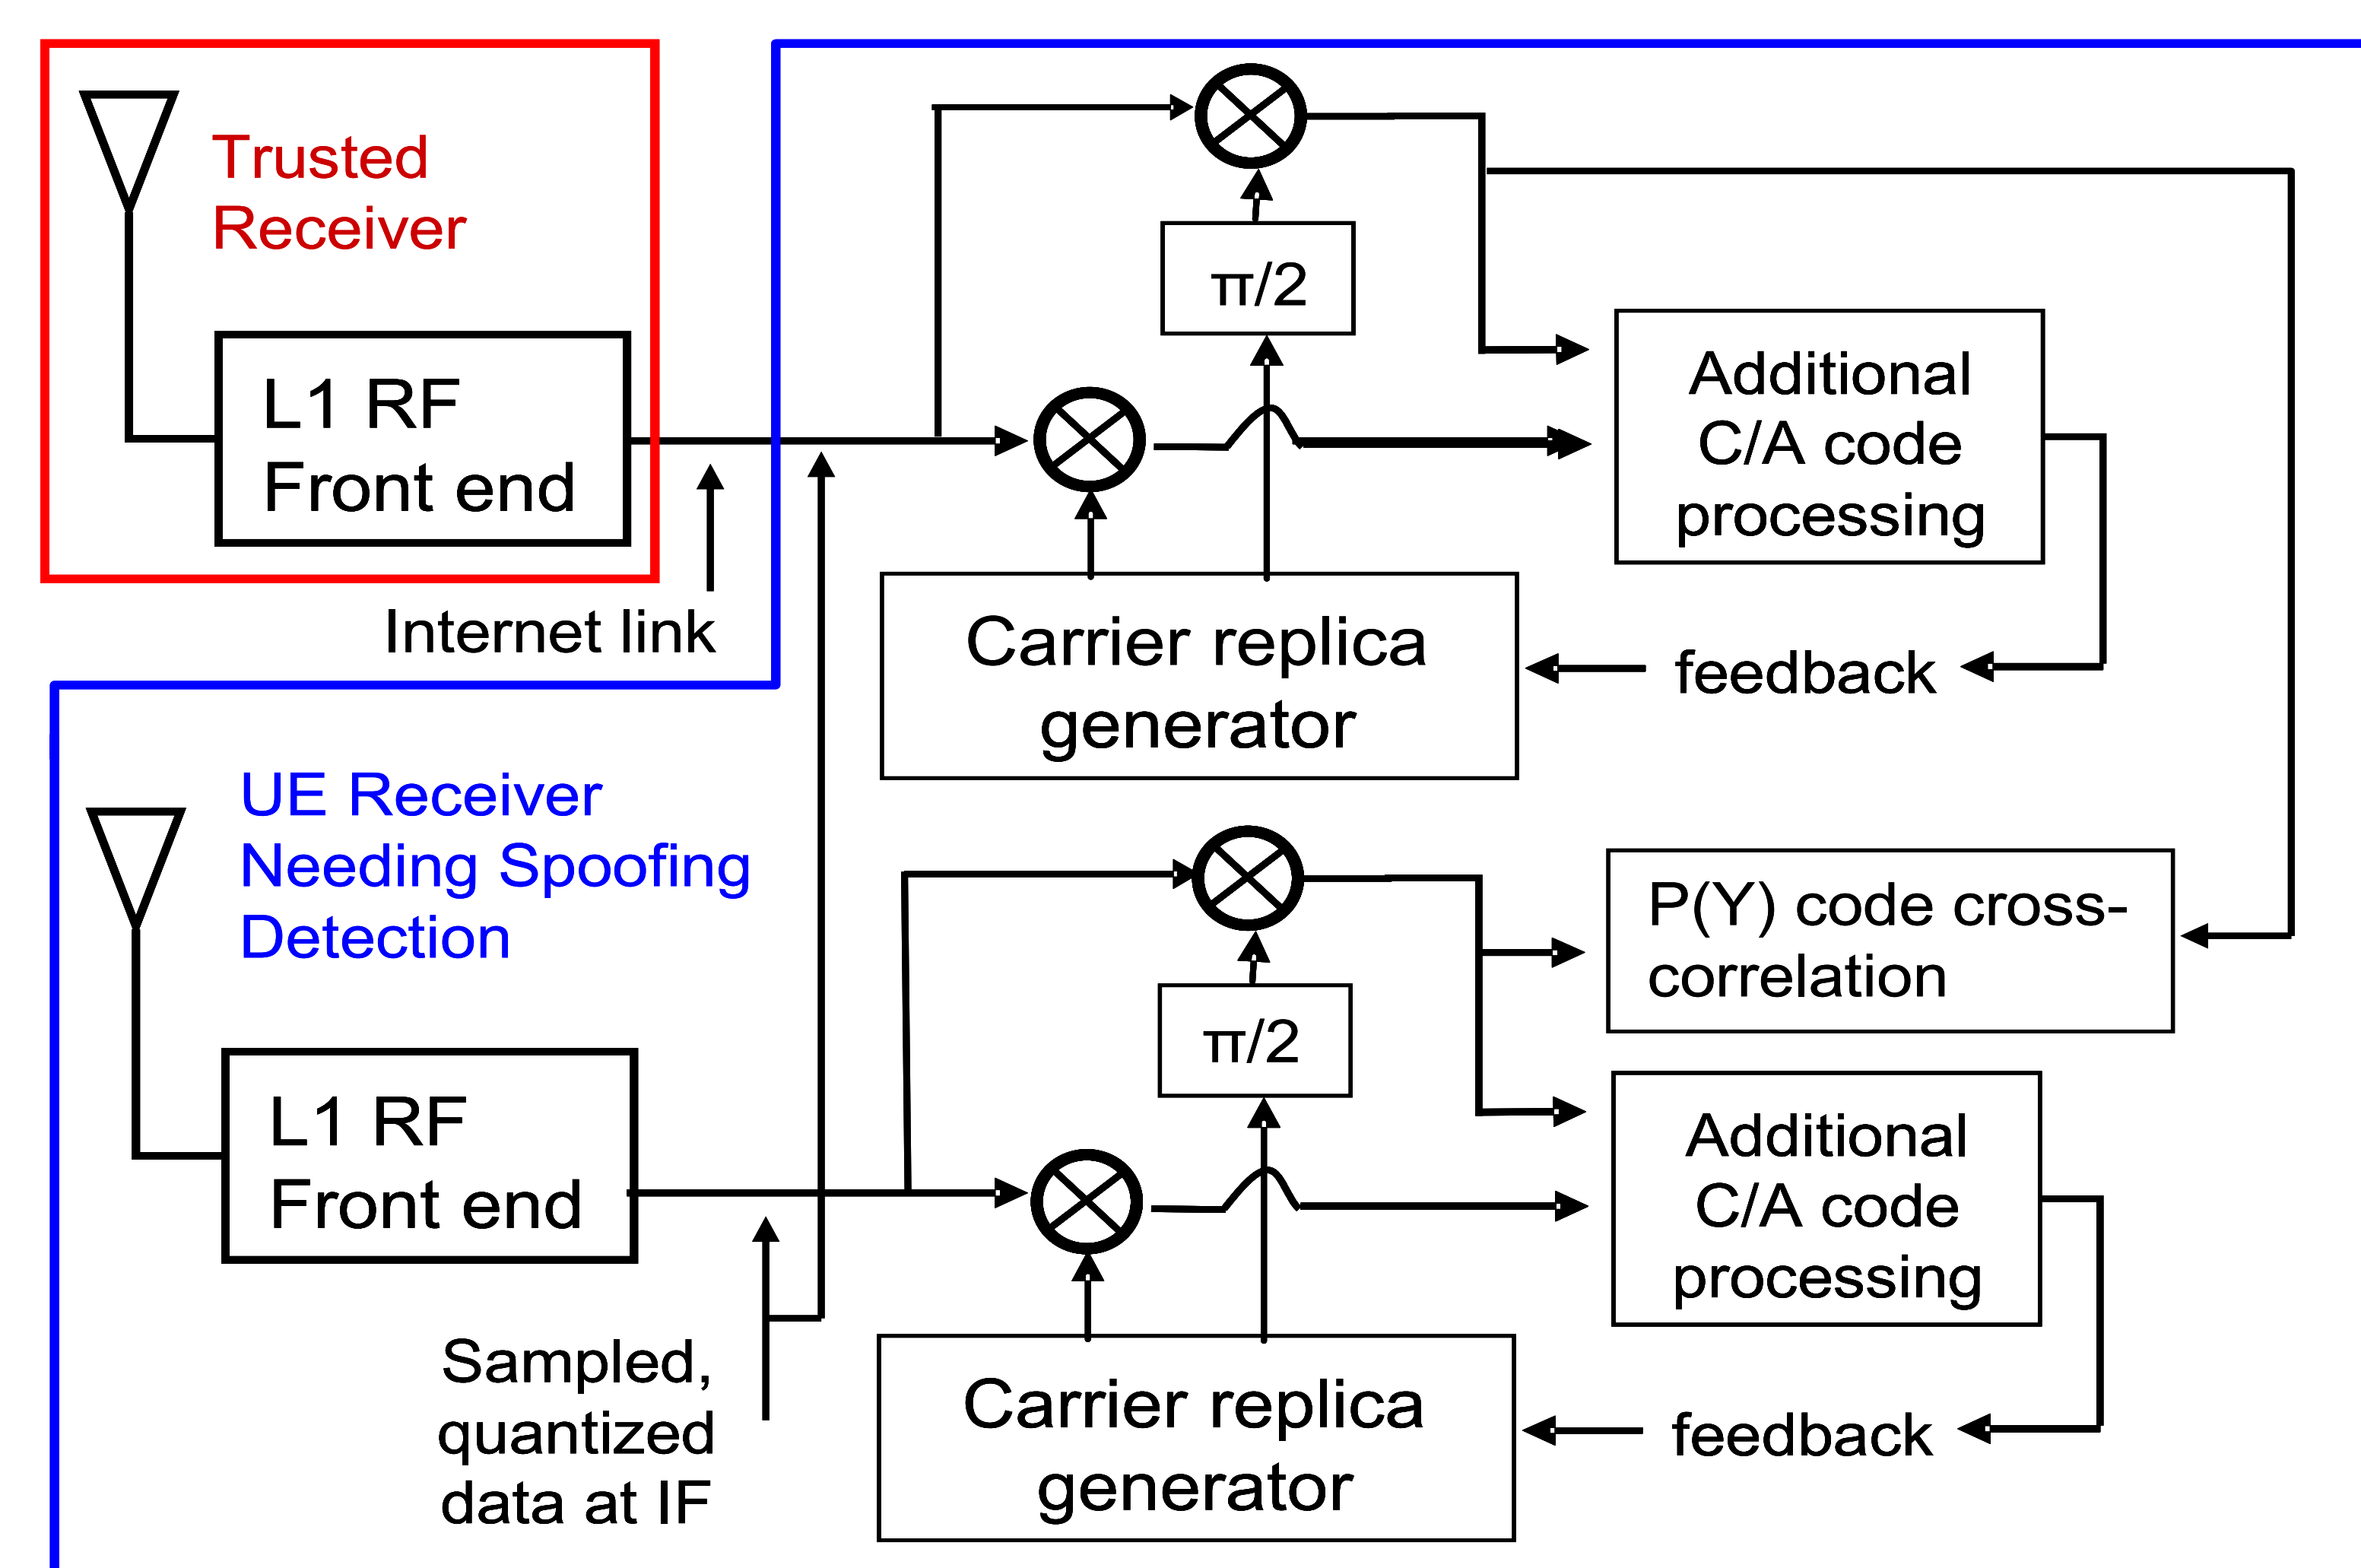 Trusted
Receiver
L1 RF
Front end
Internet link
π/2
Additional
C/A code
processing
Carrier replica
generator
feedback
UE Receiver
Needing Spoofing
Detection
L1 RF
Front end
Sampled,
quantized
data at IF
π/2
P(Y) code cross-
correlation
Additional
C/A code
processing
Carrier replica
generator
feedback